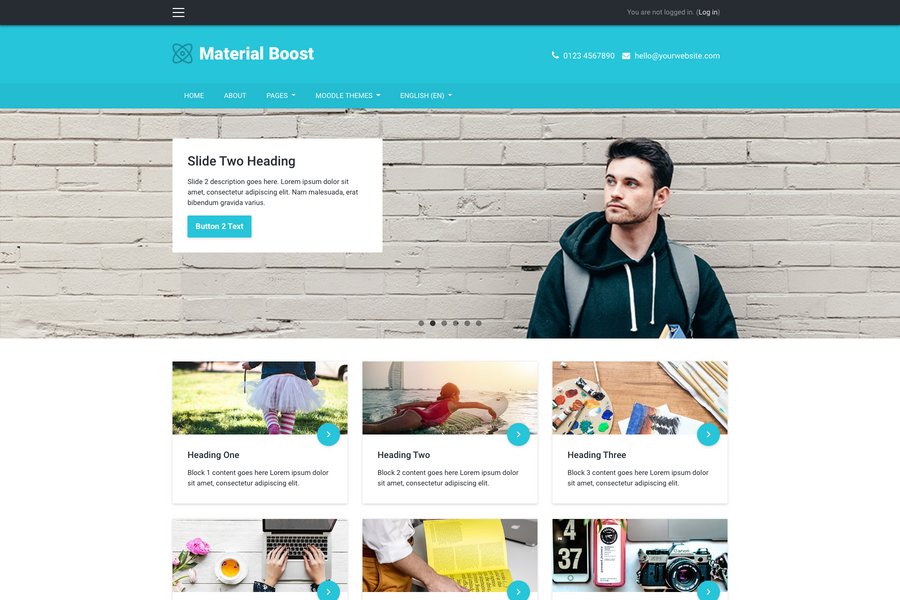 You are not logged in. (Log in)
Material Boost
0123 4567890 hello@yourwebsite.com
HOME ABOUT PAGES MOODLE THEMES ENGLISH (EN)
Slide Two Heading
Slide 2 description goes here. Lorem ipsum dolor sit
amet, consectetur adipiscing elit. Nam malesuada, erat
bibendum gravida varius.
Button 2 Text
Heading One
Block 1 content goes here Lorem ipsum dolor
sit amet, consectetur adipiscing elit.
Heading Two
Block 2 content goes here Lorem ipsum dolor
sit amet, consectetur adipiscing elit.
Heading Three
Block 3 content goes here Lorem ipsum dolor
sit amet, consectetur adipiscing elit.
4
37
Canon